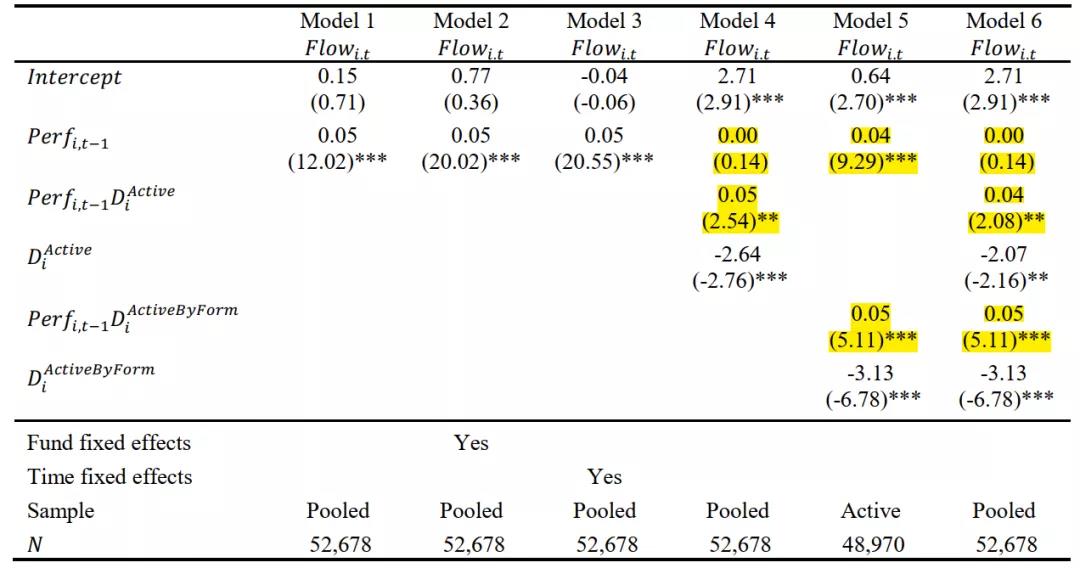 Model 1 Model 2 Model 3 Model 4 Model 5 Model 6
Flow_{i.t} Flow_{i.t} Flow_{i.t} Flow_{i.t} Flow_{i.t} Flow_{i.t}
Intercept 0.15 0.77 -0.04 2.71 0.64 2.71
(0.71) (0.36) (-0.06) (2.91)*** (2.70)*** (2.91)***
Perf_{i,t−1} 0.05 0.05 0.05 0.00 0.04 0.00
(12.02)*** (20.02)*** (20.55)*** (0.14) (9.29)*** (0.14)
Perf_{i,t−1}D_i^{Active} 0.05 0.04
(2.54)** (2.08)**
D_i^{Active} -2.64 -2.07
(-2.76)*** (-2.16)**
Perf_{i,t−1}D_i^{ActiveByForm} 0.05 0.05
(5.11)*** (5.11)***
D_i^{ActiveByForm} -3.13 -3.13
(-6.78)*** (-6.78)***
Fund fixed effects Yes
Time fixed effects Yes
Sample Pooled Pooled Pooled Pooled Active Pooled
N 52,678 52,678 52,678 52,678 48,970 52,678